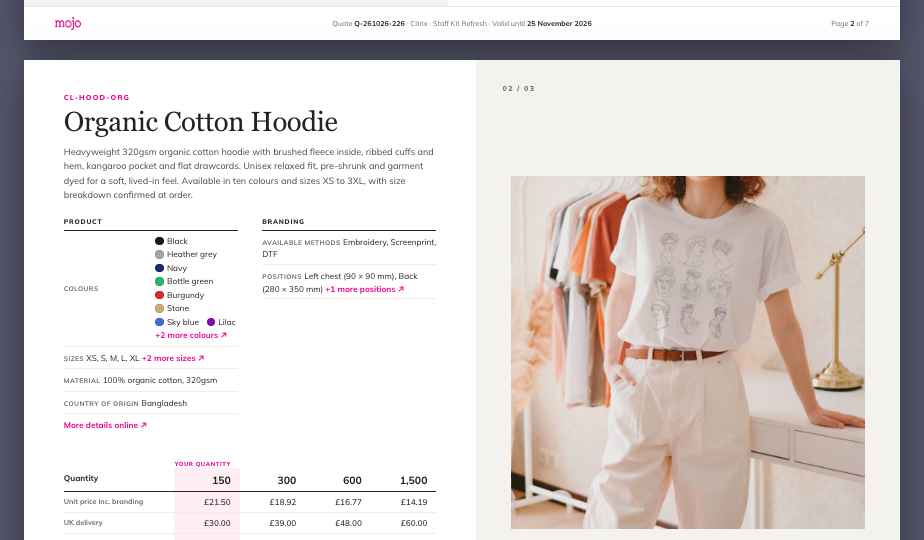 mojo
Quote Q-261026-226 · Citrix · Staff Kit Refresh · Valid until 25 November 2026
Page 2 of 7
CL-HOOD-ORG
Organic Cotton Hoodie
Heavyweight 320gsm organic cotton hoodie with brushed fleece inside, ribbed cuffs and
hem, kangaroo pocket and flat drawcords. Unisex relaxed fit, pre-shrunk and garment
dyed for a soft, lived-in feel. Available in ten colours and sizes XS to 3XL, with size
breakdown confirmed at order.
PRODUCT
COLOURS
Black
Heather grey
Navy
Bottle green
Burgundy
Stone
Sky blue Lilac
+2 more colours ↗
SIZES XS, S, M, L, XL +2 more sizes ↗
MATERIAL 100% organic cotton, 320gsm
COUNTRY OF ORIGIN Bangladesh
More details online ↗
BRANDING
AVAILABLE METHODS Embroidery, Screenprint,
DTF
POSITIONS Left chest (90 × 90 mm), Back
(280 × 350 mm) +1 more positions ↗
YOUR QUANTITY
Quantity 150 300 600 1,500
Unit price inc. branding £21.50 £18.92 £16.77 £14.19
UK delivery £30.00 £39.00 £48.00 £60.00
02 / 03